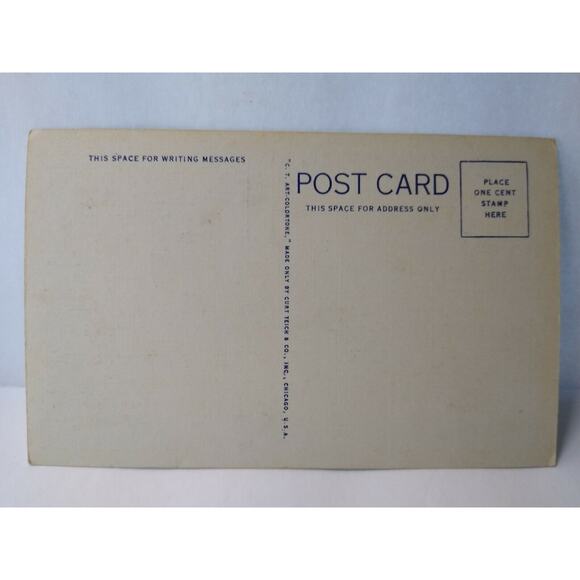 THIS SPACE FOR WRITING MESSAGES
"C. T. ART-COLORTONE," MADE ONLY BY CURT TEICH & CO., INC., CHICAGO, U.S.A.
POST CARD
THIS SPACE FOR ADDRESS ONLY
PLACE
ONE CENT
STAMP
HERE